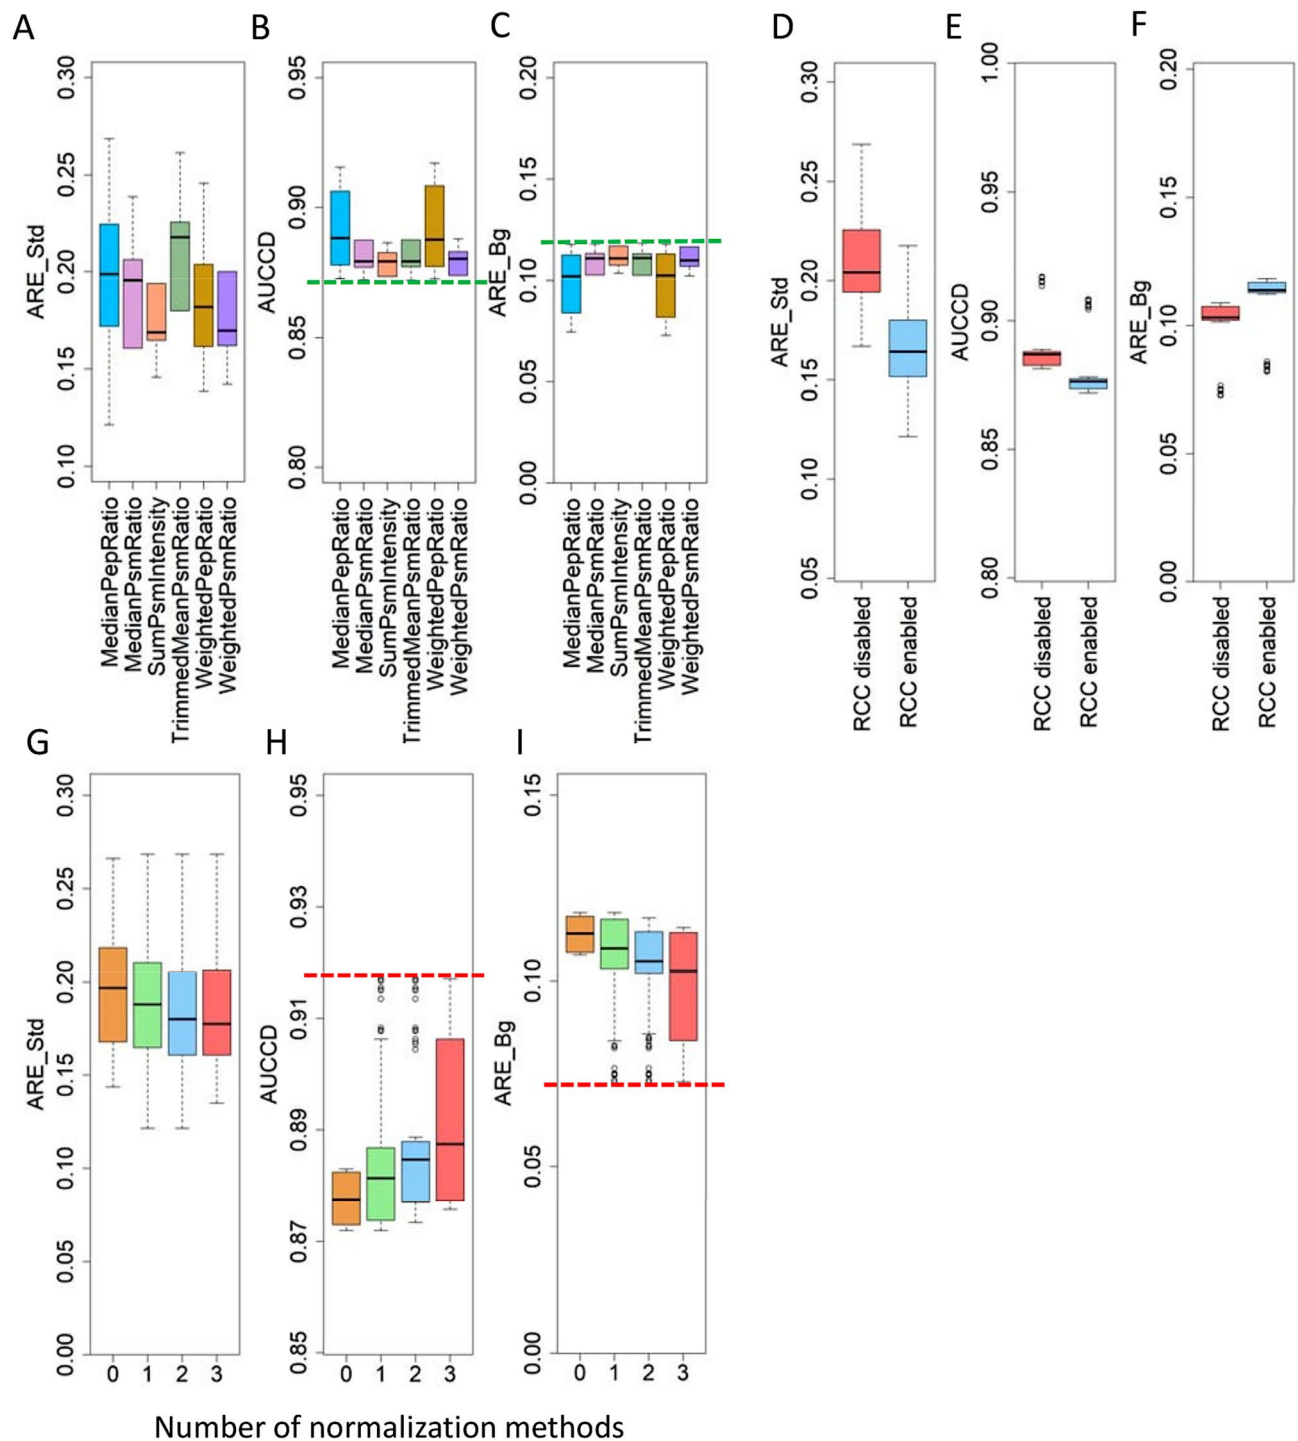 A
B
C
D
E
F
ARE_Std
0.10 0.15 0.20 0.25 0.30
MedianPepRatio
MedianPsmRatio
SumPsmIntensity
TrimmedMeanPsmRatio
WeightedPepRatio
WeightedPsmRatio
AUCCD
0.80 0.85 0.90 0.95
MedianPepRatio
MedianPsmRatio
SumPsmIntensity
TrimmedMeanPsmRatio
WeightedPepRatio
WeightedPsmRatio
ARE_Bg
0.00 0.05 0.10 0.15 0.20
MedianPepRatio
MedianPsmRatio
SumPsmIntensity
TrimmedMeanPsmRatio
WeightedPepRatio
WeightedPsmRatio
ARE_Std
0.05 0.10 0.15 0.20 0.25 0.30
RCC disabled
RCC enabled
AUCCD
0.80 0.85 0.90 0.95 1.00
RCC disabled
RCC enabled
ARE_Bg
0.00 0.05 0.10 0.15 0.20
RCC disabled
RCC enabled
G
H
I
ARE_Std
0.00 0.05 0.10 0.15 0.20 0.25 0.30
0 1 2 3
AUCCD
0.85 0.87 0.89 0.91 0.93 0.95
0 1 2 3
ARE_Bg
0.00 0.05 0.10 0.15
0 1 2 3
Number of normalization methods